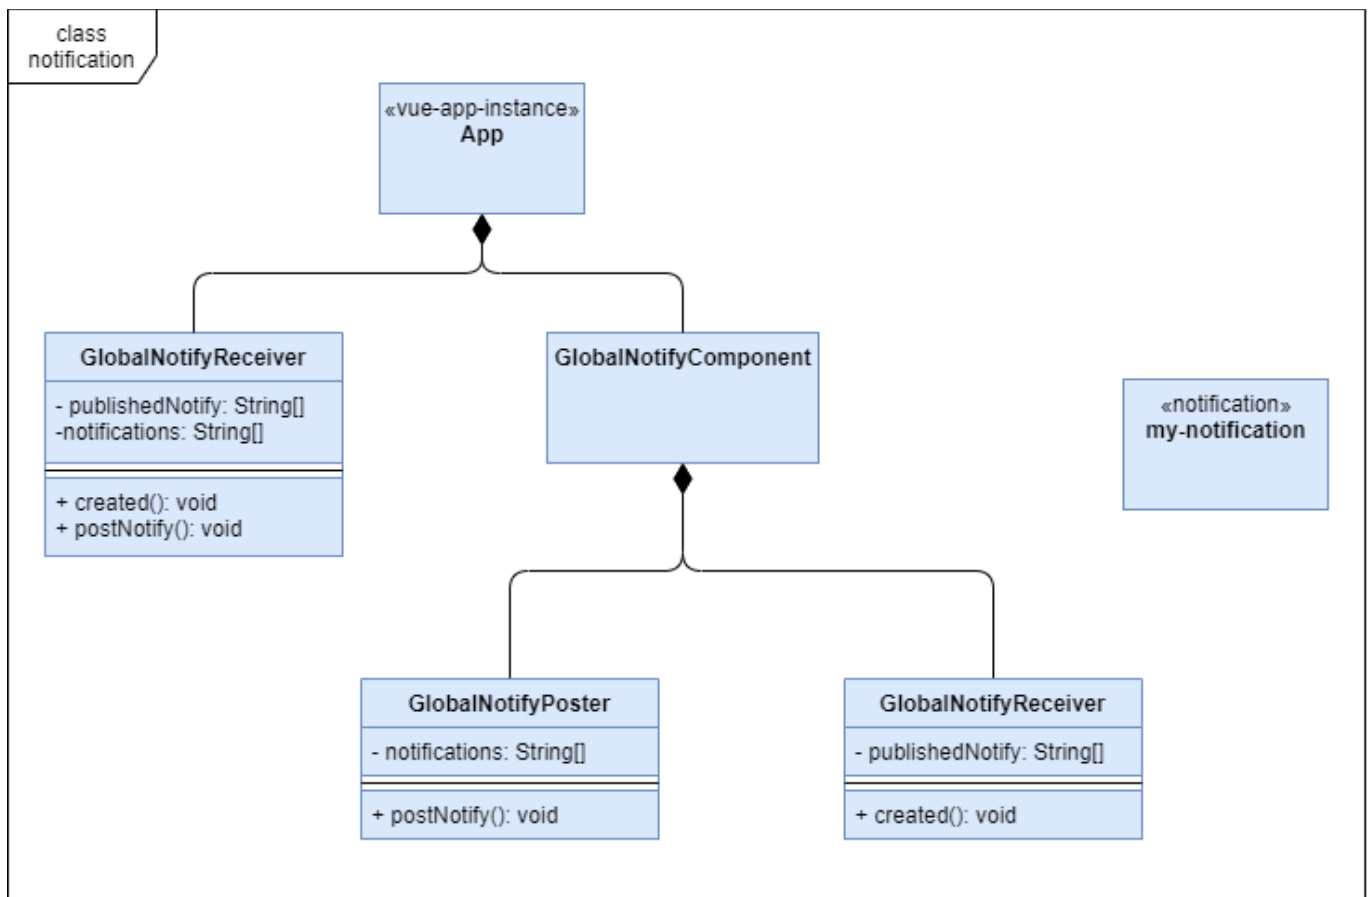 class
notification
«vue-app-instance»
App
GlobalNotifyReceiver
- publishedNotify: String[]
-notifications: String[]
+ created(): void
+ postNotify(): void
GlobalNotifyComponent
«notification»
my-notification
GlobalNotifyPoster
- notifications: String[]
+ postNotify(): void
GlobalNotifyReceiver
- publishedNotify: String[]
+ created(): void